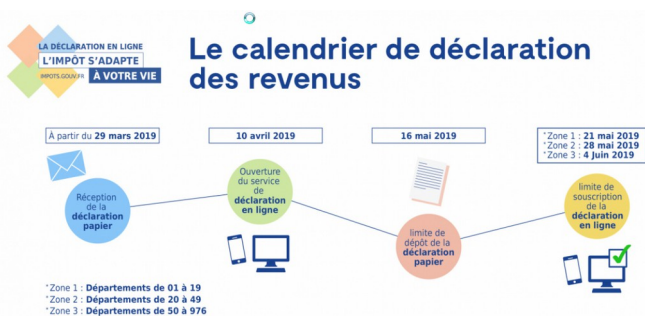 LA DÉCLARATION EN LIGNE
L'IMPÔT S'ADAPTE
IMPOTS.GOUV.FR À VOTRE VIE
Le calendrier de déclaration
des revenus
À partir du 29 mars 2019
10 avril 2019
16 mai 2019
*Zone 1 : 21 mai 2019
*Zone 2 : 28 mai 2019
*Zone 3 : 4 Juin 2019
Réception
de la
déclaration
papier
Ouverture
du service
de
déclaration
en ligne
limite de
dépôt de la
déclaration
papier
limite de
souscription
de la
déclaration
en ligne
*Zone 1 : Départements de 01 à 19
*Zone 2 : Départements de 20 à 49
*Zone 3 : Départements de 50 à 976